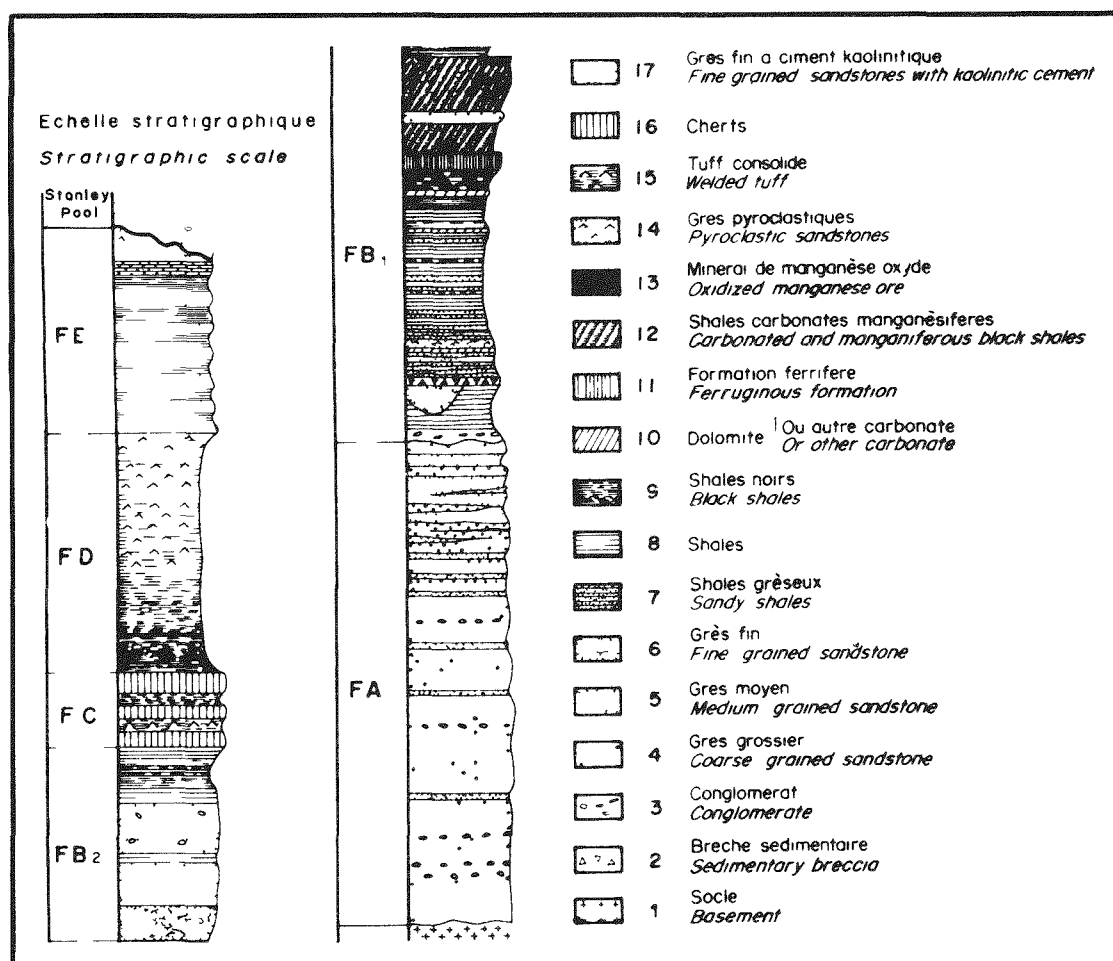 Echelle stratigraphique
Stratigraphic scale
Stanley
Pool
FE
FD
FC
FB2
FB1
FA
17 Gres fin a ciment kaolinitique
Fine grained sandstones with kaolinitic cement
16 Cherts
15 Tuff consolide
Welded tuff
14 Gres pyroclastiques
Pyroclastic sandstones
13 Minerai de manganèse oxyde
Oxidized manganese ore
12 Shales carbonates manganèsiferes
Carbonated and manganiferous black shales
11 Formation ferrifere
Ferruginous formation
10 Dolomite Ou autre carbonate
Or other carbonate
9 Shales noirs
Black shales
8 Shales
7 Shales grèseux
Sandy shales
6 Grès fin
Fine grained sandstone
5 Gres moyen
Medium grained sandstone
4 Gres grossier
Coarse grained sandstone
3 Conglomerat
Conglomerate
2 Breche sedimentaire
Sedimentary breccia
1 Socle
Basement